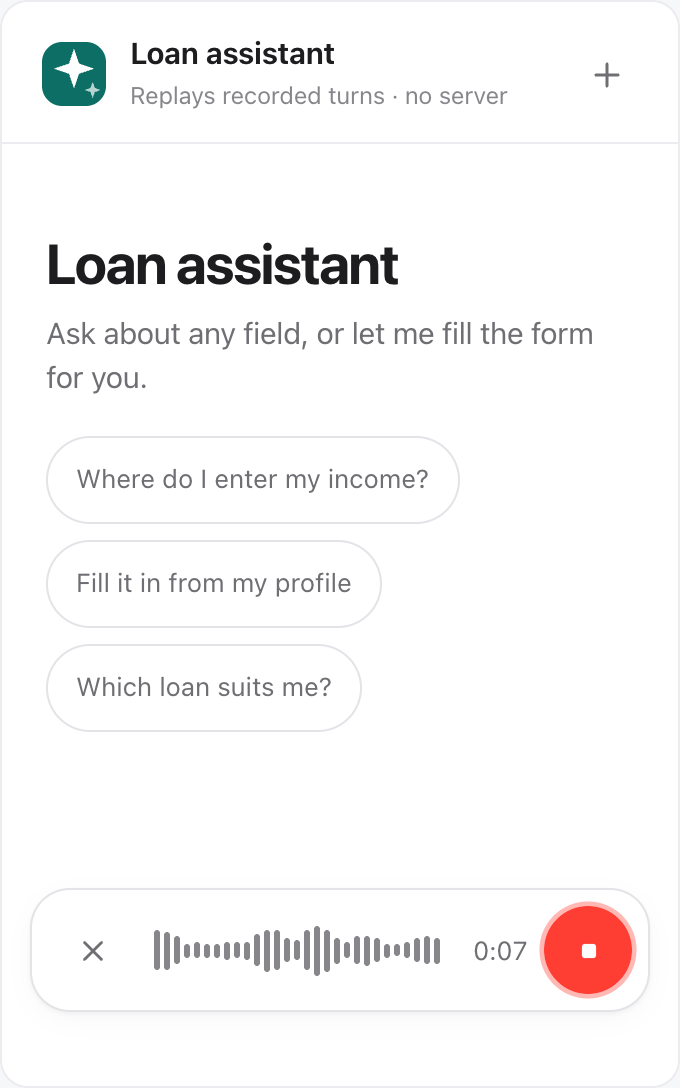 Loan assistant
Replays recorded turns · no server
Loan assistant
Ask about any field, or let me fill the form
for you.
Where do I enter my income?
Fill it in from my profile
Which loan suits me?
0:07